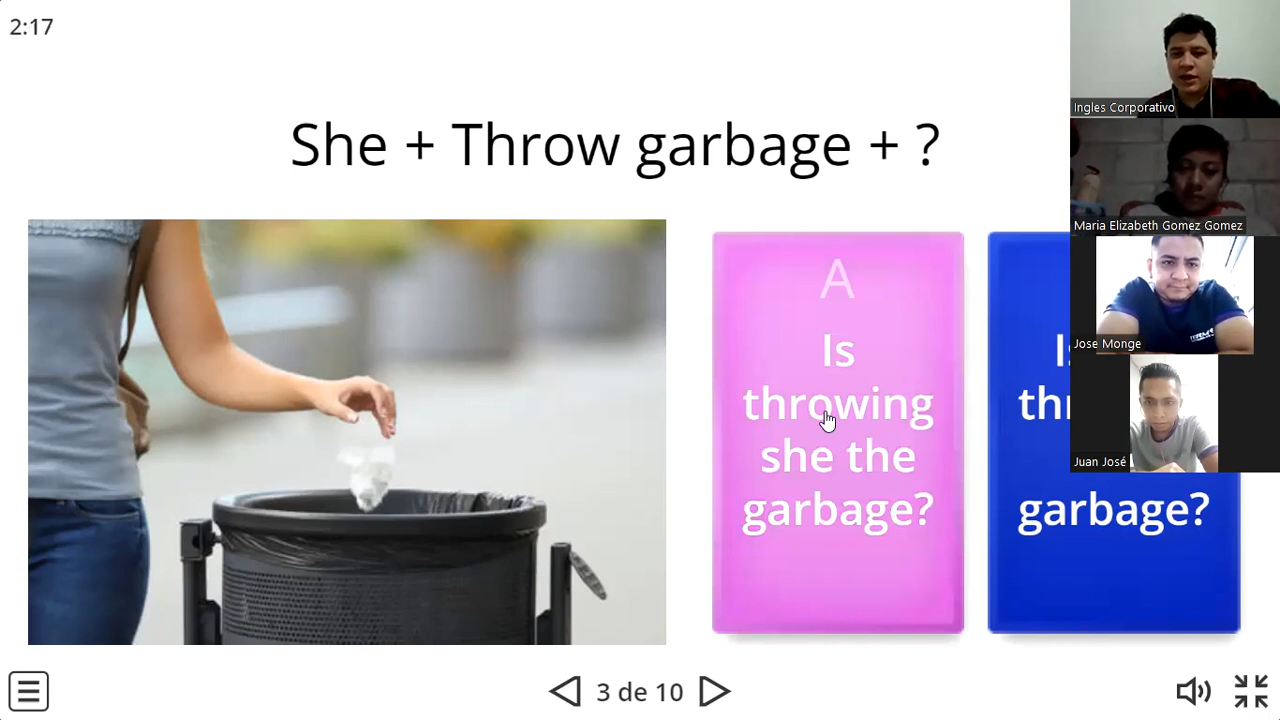 2:17
She + Throw garbage + ?
A
Is
throwing
she the
garbage?
garbage?
Ingles Corporativo
Maria Elizabeth Gomez Gomez
Jose Monge
Juan José
3 de 10